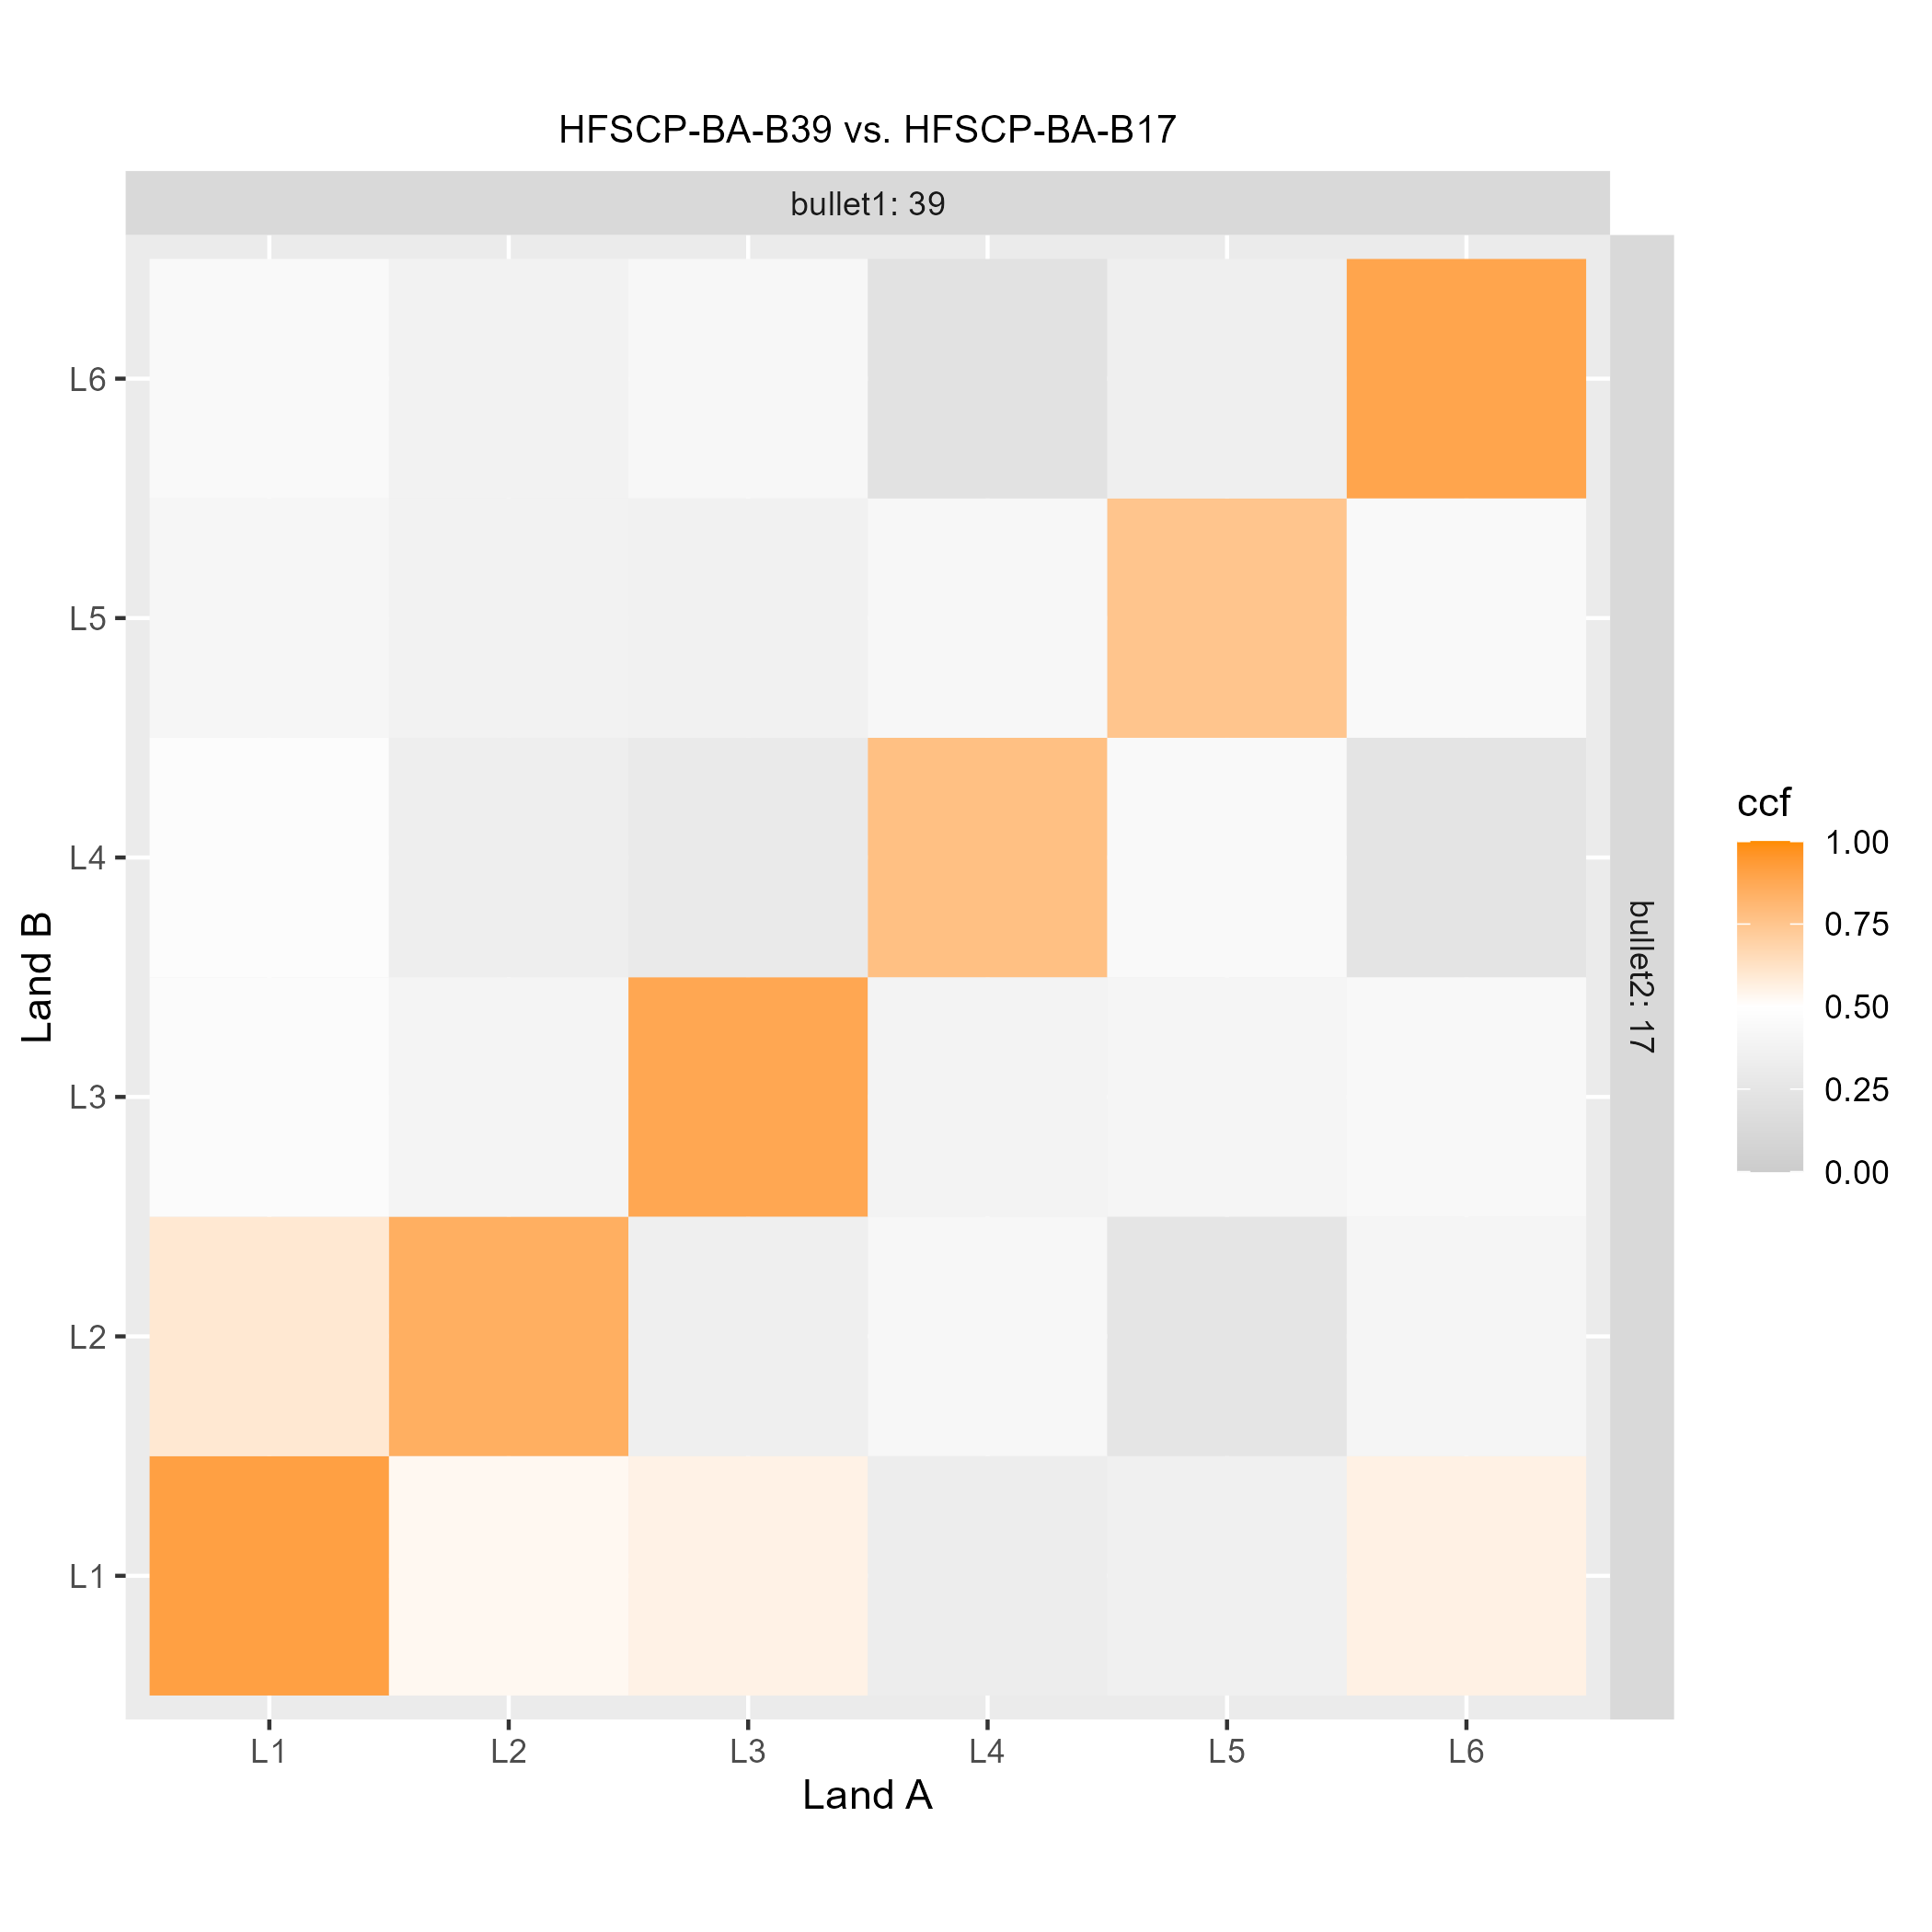 HFSCP-BA-B39 vs. HFSCP-BA-B17
bullet1: 39
L6
L5
L4
L3
L2
L1
Land B
bullet2: 17
L1 L2 L3 L4 L5 L6
Land A
ccf
1.00
0.75
0.50
0.25
0.00